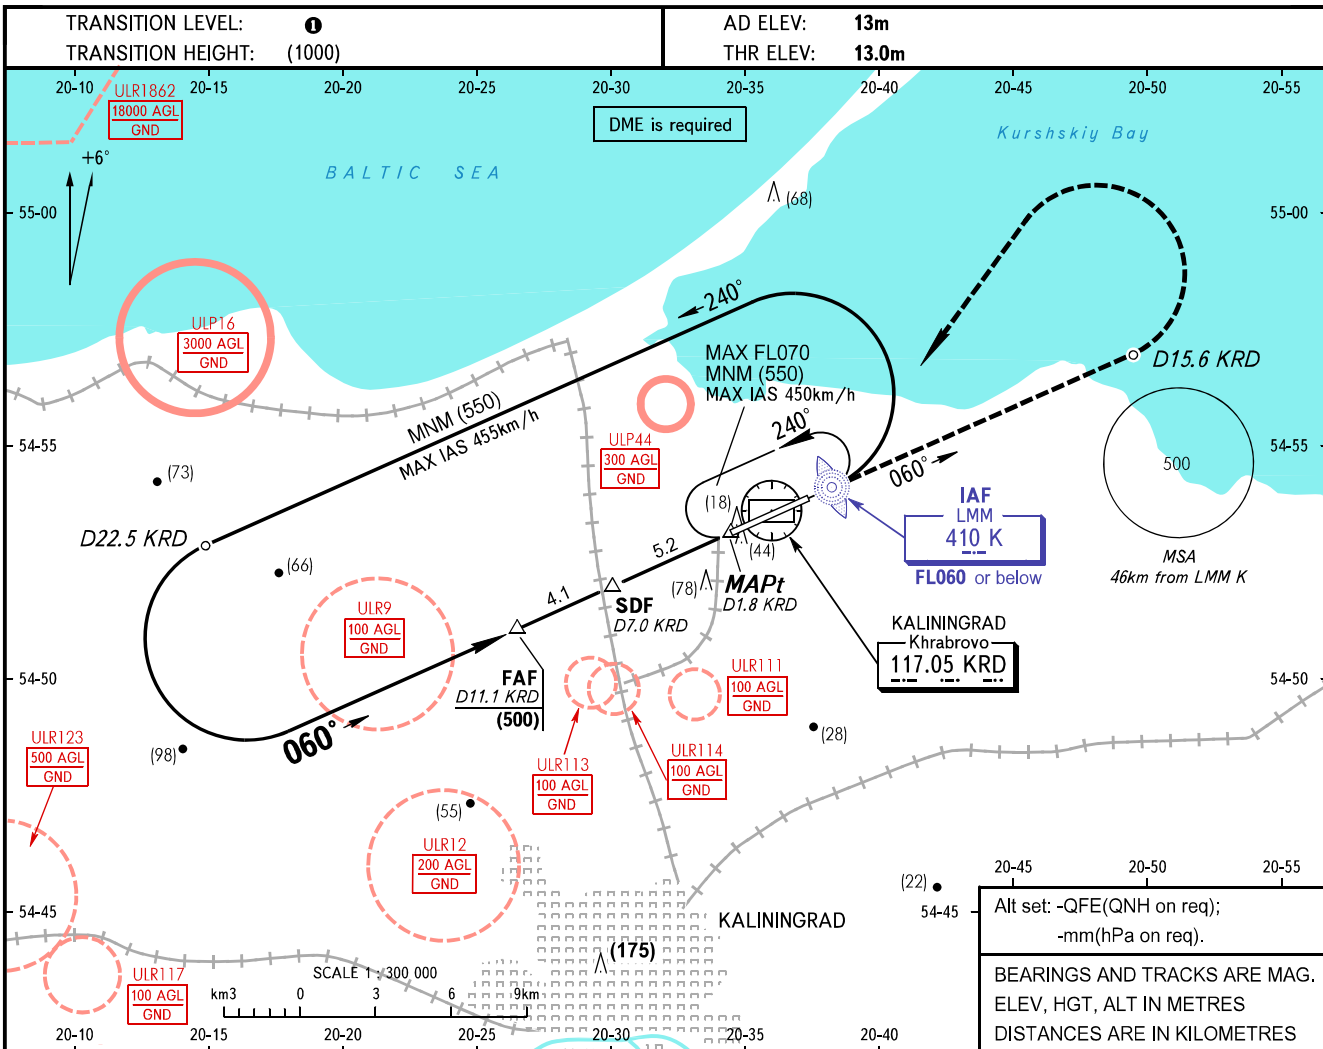 TRANSITION LEVEL: 1
TRANSITION HEIGHT: (1000)
AD ELEV: 13m
THR ELEV: 13.0m
20-10 20-15 20-20 20-25 20-30 20-35 20-40 20-45 20-50 20-55
ULR1862
18000 AGL
GND
DME is required
Kurshskiy Bay
+6°
BALTIC SEA
(68)
55-00
55-00
240°
ULP16
3000 AGL
GND
MAX FL070
MNM (550)
MAX IAS 450km/h
D15.6 KRD
MNM (550)
MAX IAS 455km/h
240°
54-55
54-55
ULP44
300 AGL
GND
060°
500
(73)
(18)
IAF
LMM
410 K
FL060 or below
MSA
46km from LMM K
D22.5 KRD
5.2
(44)
(66)
(78)
MAPt
D1.8 KRD
4.1
SDF
D7.0 KRD
ULR9
100 AGL
GND
KALININGRAD
Khrabrovo
117.05 KRD
54-50
54-50
FAF
D11.1 KRD
(500)
ULR111
100 AGL
GND
060°
(98)
(28)
ULR123
500 AGL
GND
ULR113
100 AGL
GND
ULR114
100 AGL
GND
(55)
ULR12
200 AGL
GND
20-45 20-50 20-55
(22)
54-45
54-45
KALININGRAD
(175)
Alt set: -QFE(QNH on req);
-mm(hPa on req).
ULR117
100 AGL
GND
SCALE 1 : 300 000
km3 0 3 6 9km
BEARINGS AND TRACKS ARE MAG.
ELEV, HGT, ALT IN METRES
DISTANCES ARE IN KILOMETRES
20-10 20-15 20-20 20-25 20-30 20-35 20-40